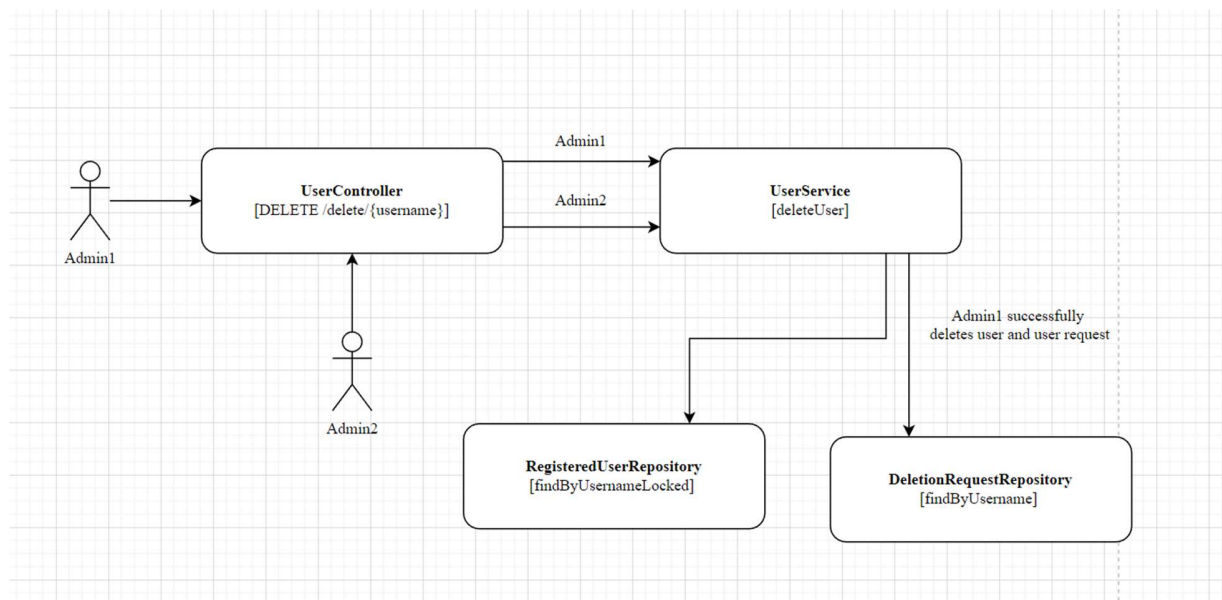 Admin1
UserController
[DELETE /delete/{username}]
Admin1
Admin2
UserService
[deleteUser]
Admin2
Admin1 successfully
deletes user and user request
RegisteredUserRepository
[findByUsernameLocked]
DeletionRequestRepository
[findByUsername]